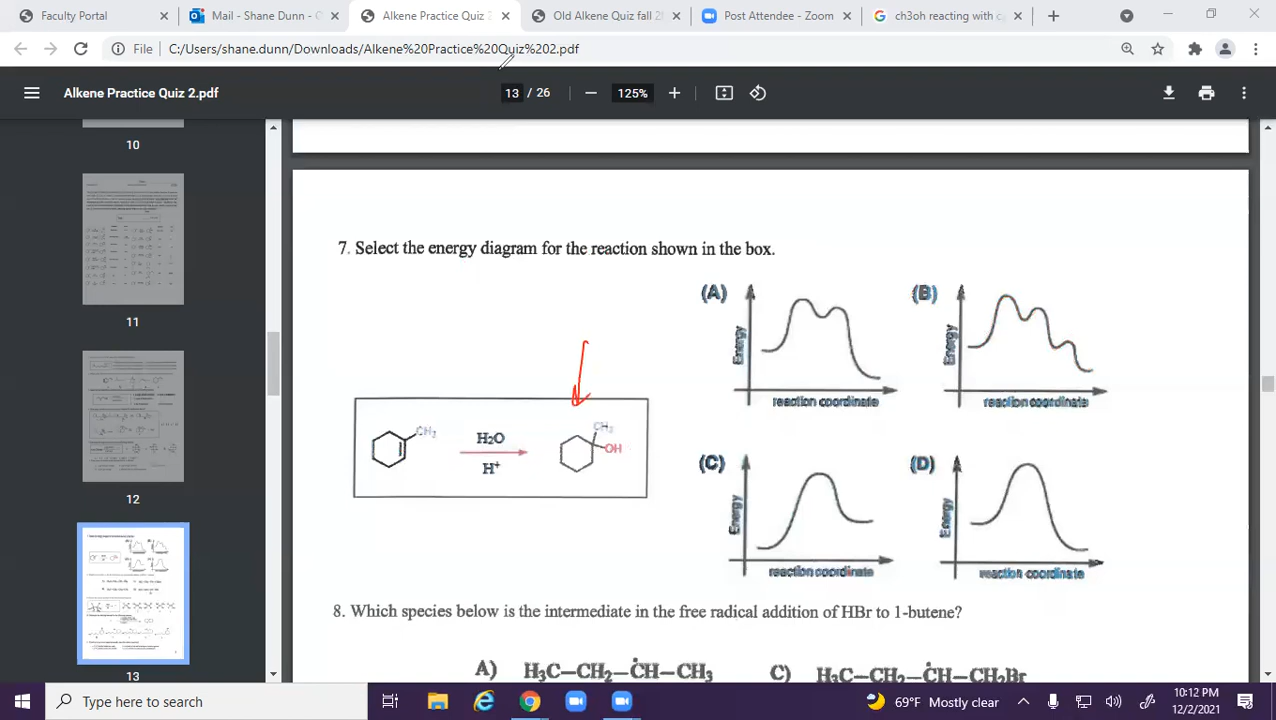 Faculty Portal
Mail - Shane Dunn - O
Alkene Practice Quiz 2
Old Alkene Quiz fall 2
Post Attendee - Zoom
ch3oh reacting with c
File
C:/Users/shane.dunn/Downloads/Alkene%20Practice%20Quiz%202.pdf
Alkene Practice Quiz 2.pdf
13 / 26
125%
10
11
12
13
7. Select the energy diagram for the reaction shown in the box.
(A)
Energy
reaction coordinate
(B)
Energy
reaction coordinate
CH3
H2O
H+
CH3
OH
(C)
Energy
reaction coordinate
(D)
Energy
reaction coordinate
8. Which species below is the intermediate in the free radical addition of HBr to 1-butene?
A) H3C—CH2—ĊH—CH3
C) H3C—CH2—ĊH—CH2Br
Type here to search
69°F Mostly clear
10:12 PM
12/2/2021